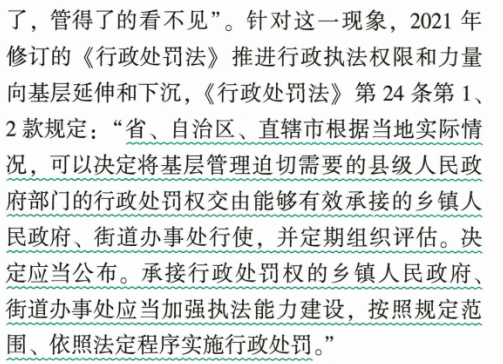 了，管得了的看不见”。针对这一现象，2021 年
修订的《行政处罚法》推进行政执法权限和力量
向基层延伸和下沉，《行政处罚法》第 24 条第 1、
2 款规定：“省、自治区、直辖市根据当地实际情
况，可以决定将基层管理迫切需要的县级人民政
府部门的行政处罚权交由能够有效承接的乡镇人
民政府、街道办事处行使，并定期组织评估。决
定应当公布。承接行政处罚权的乡镇人民政府、
街道办事处应当加强执法能力建设，按照规定范
围、依照法定程序实施行政处罚。”